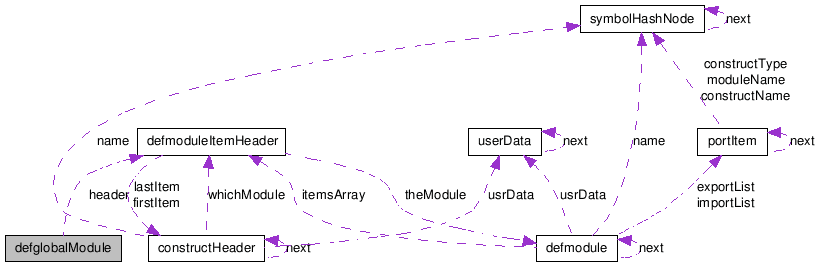 symbolHashNode
next
constructType
moduleName
constructName
name
defmoduleItemHeader
userData
next
name
portItem
next
header
lastItem
firstItem
whichModule
itemsArray
theModule
usrData
usrData
exportList
importList
defglobalModule
constructHeader
next
defmodule
next